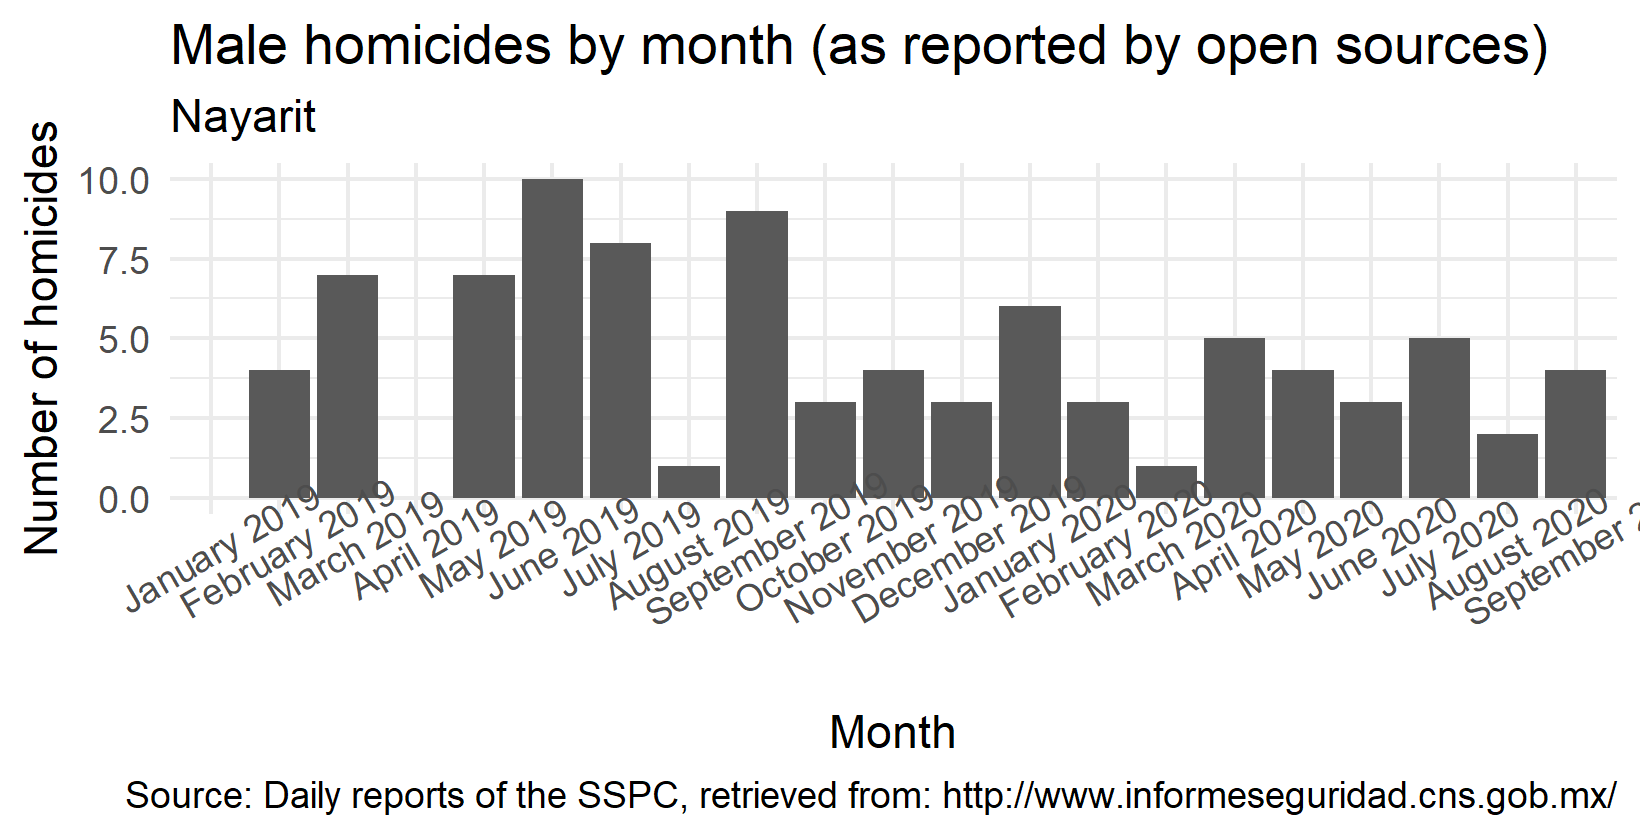 Male homicides by month (as reported by open sources)
Nayarit
Number of homicides
10.0
7.5
5.0
2.5
0.0
January 2019
February 2019
March 2019
April 2019
May 2019
June 2019
July 2019
August 2019
September 2019
October 2019
November 2019
December 2019
January 2020
February 2020
March 2020
April 2020
May 2020
June 2020
July 2020
August 2020
September 2
Month
Source: Daily reports of the SSPC, retrieved from: http://www.informeseguridad.cns.gob.mx/